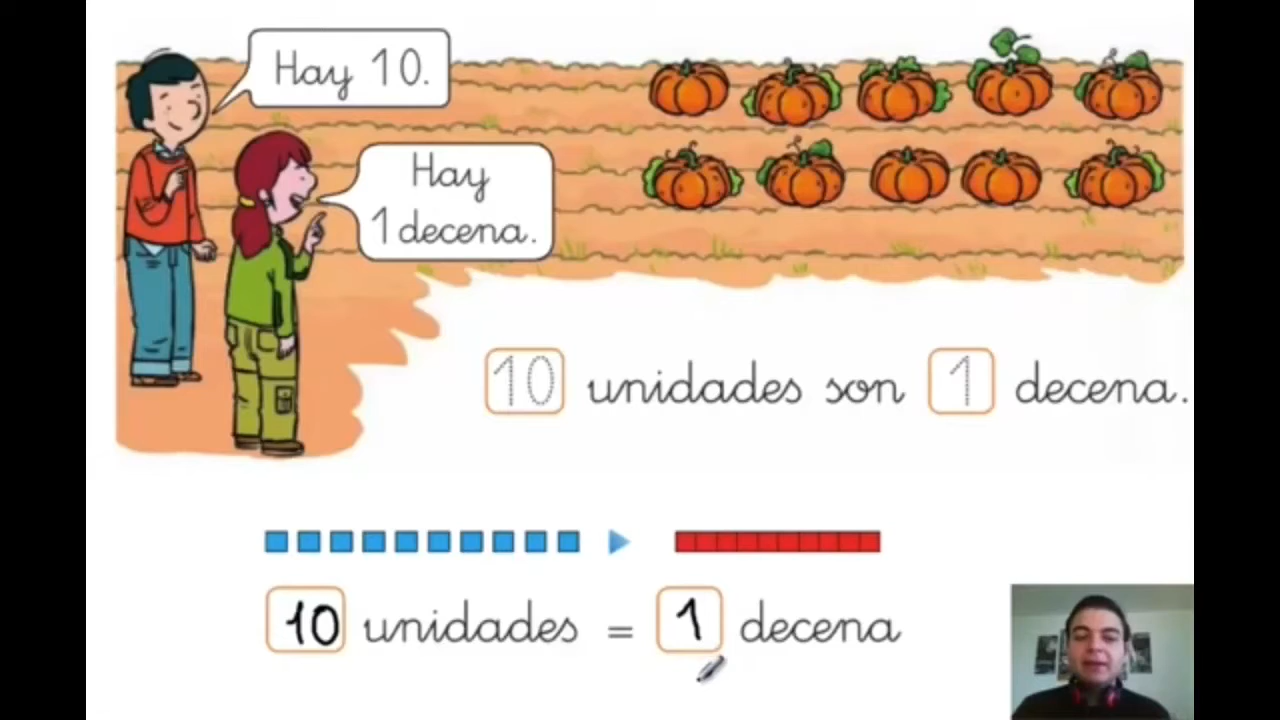 Hay 10.
Hay
1 decena.
10 unidades son 1 decena.
10 unidades = 1 decena